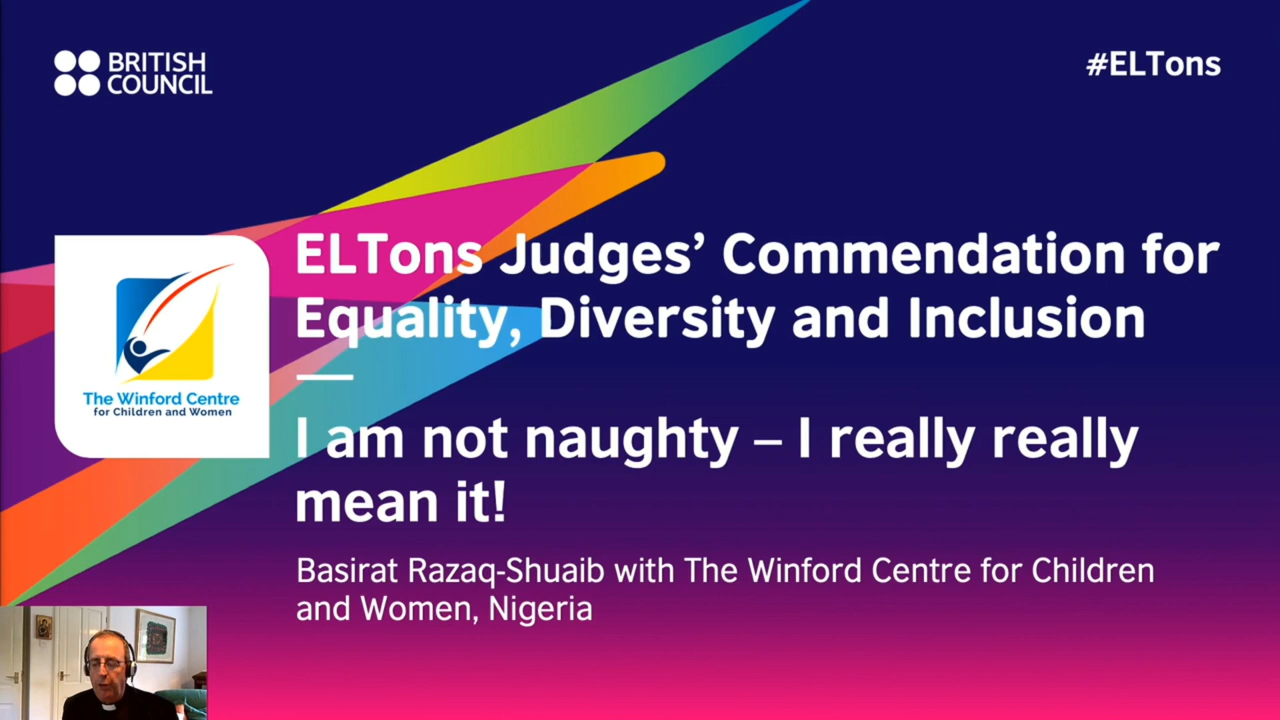 BRITISH
COUNCIL
#ELTons
The Winford Centre
for Children and Women
ELTons Judges’ Commendation for
Equality, Diversity and Inclusion
I am not naughty – I really really
mean it!
Basirat Razaq-Shuaib with The Winford Centre for Children
and Women, Nigeria